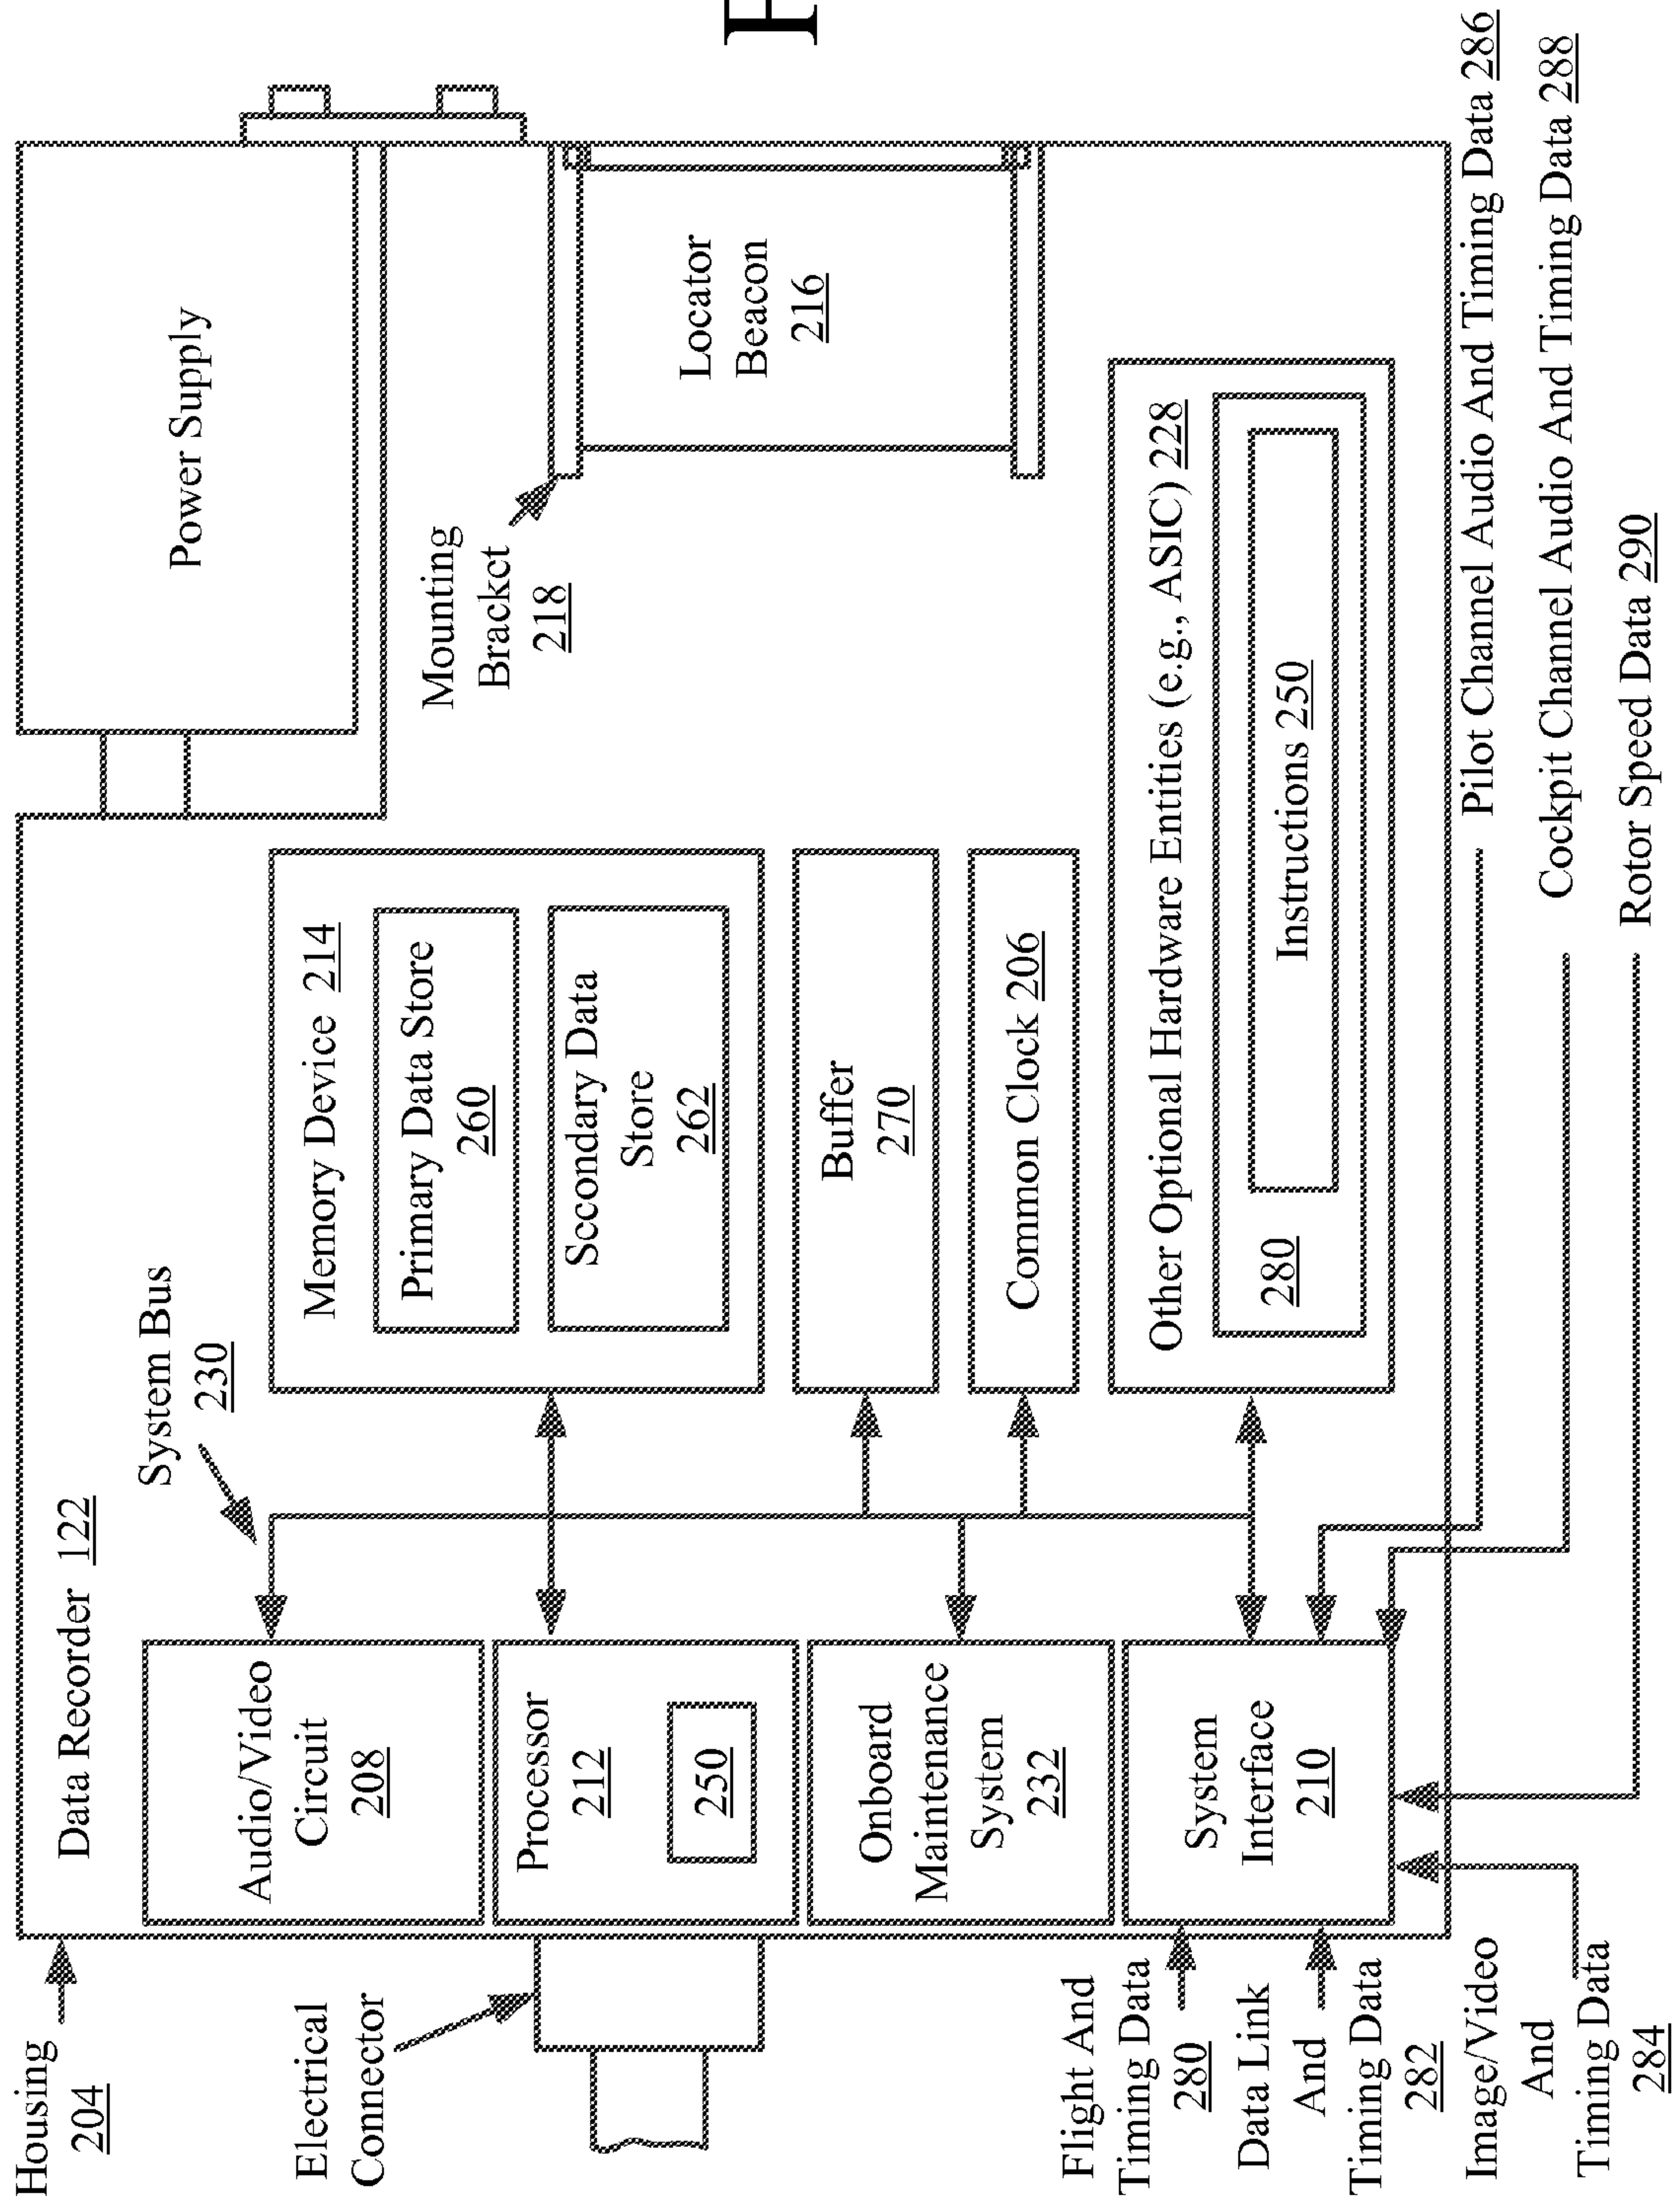 Housing
204
Data Recorder 122
System Bus
230
Power Supply
Electrical
Connector
Audio/Video
Circuit
208
Memory Device 214
Primary Data Store
260
Sccondary Data
Store
262
Mounting
Brackct
218
Processor
212
250
Locator
Beacon
216
Buffer
270
Onboard
Maintenance
System
232
Common Clock 206
Flight And
Timing Data
280
Other Optional Hardware Entities (e.g., ASIC) 228
Instructions 250
280
System
Interface
210
Data Link
And
Timing Data
282
Pilot Channel Audio And Timing Data 286
Image/Video
And
Timing Data
284
Cockpit Channel Audio And Timing Data 288
Rotor Speed Data 290